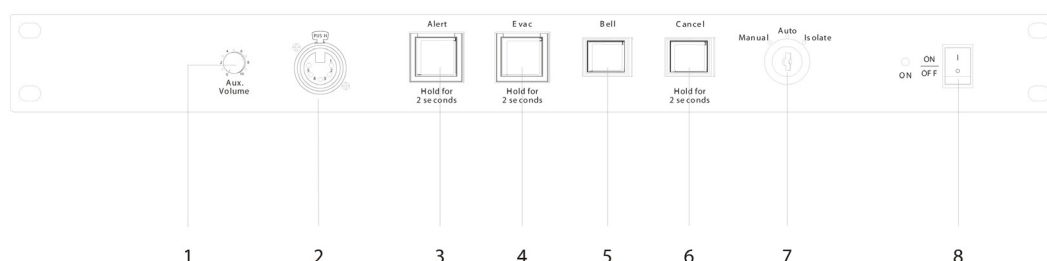 Alert
Evac
Bell
Cancel
Manual
Auto
Isolate
PUSH
Aux.
Volume
Hold for
2 seconds
Hold for
2 seconds
Hold for
2 seconds
ON
ON
OFF
1
2
3
4
5
6
7
8